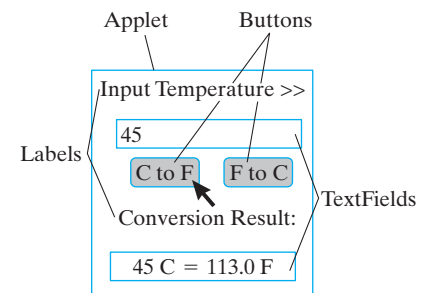 Applet Buttons
Input Temperature >>
45
Labels
C to F F to C
TextFields
Conversion Result:
45 C = 113.0 F